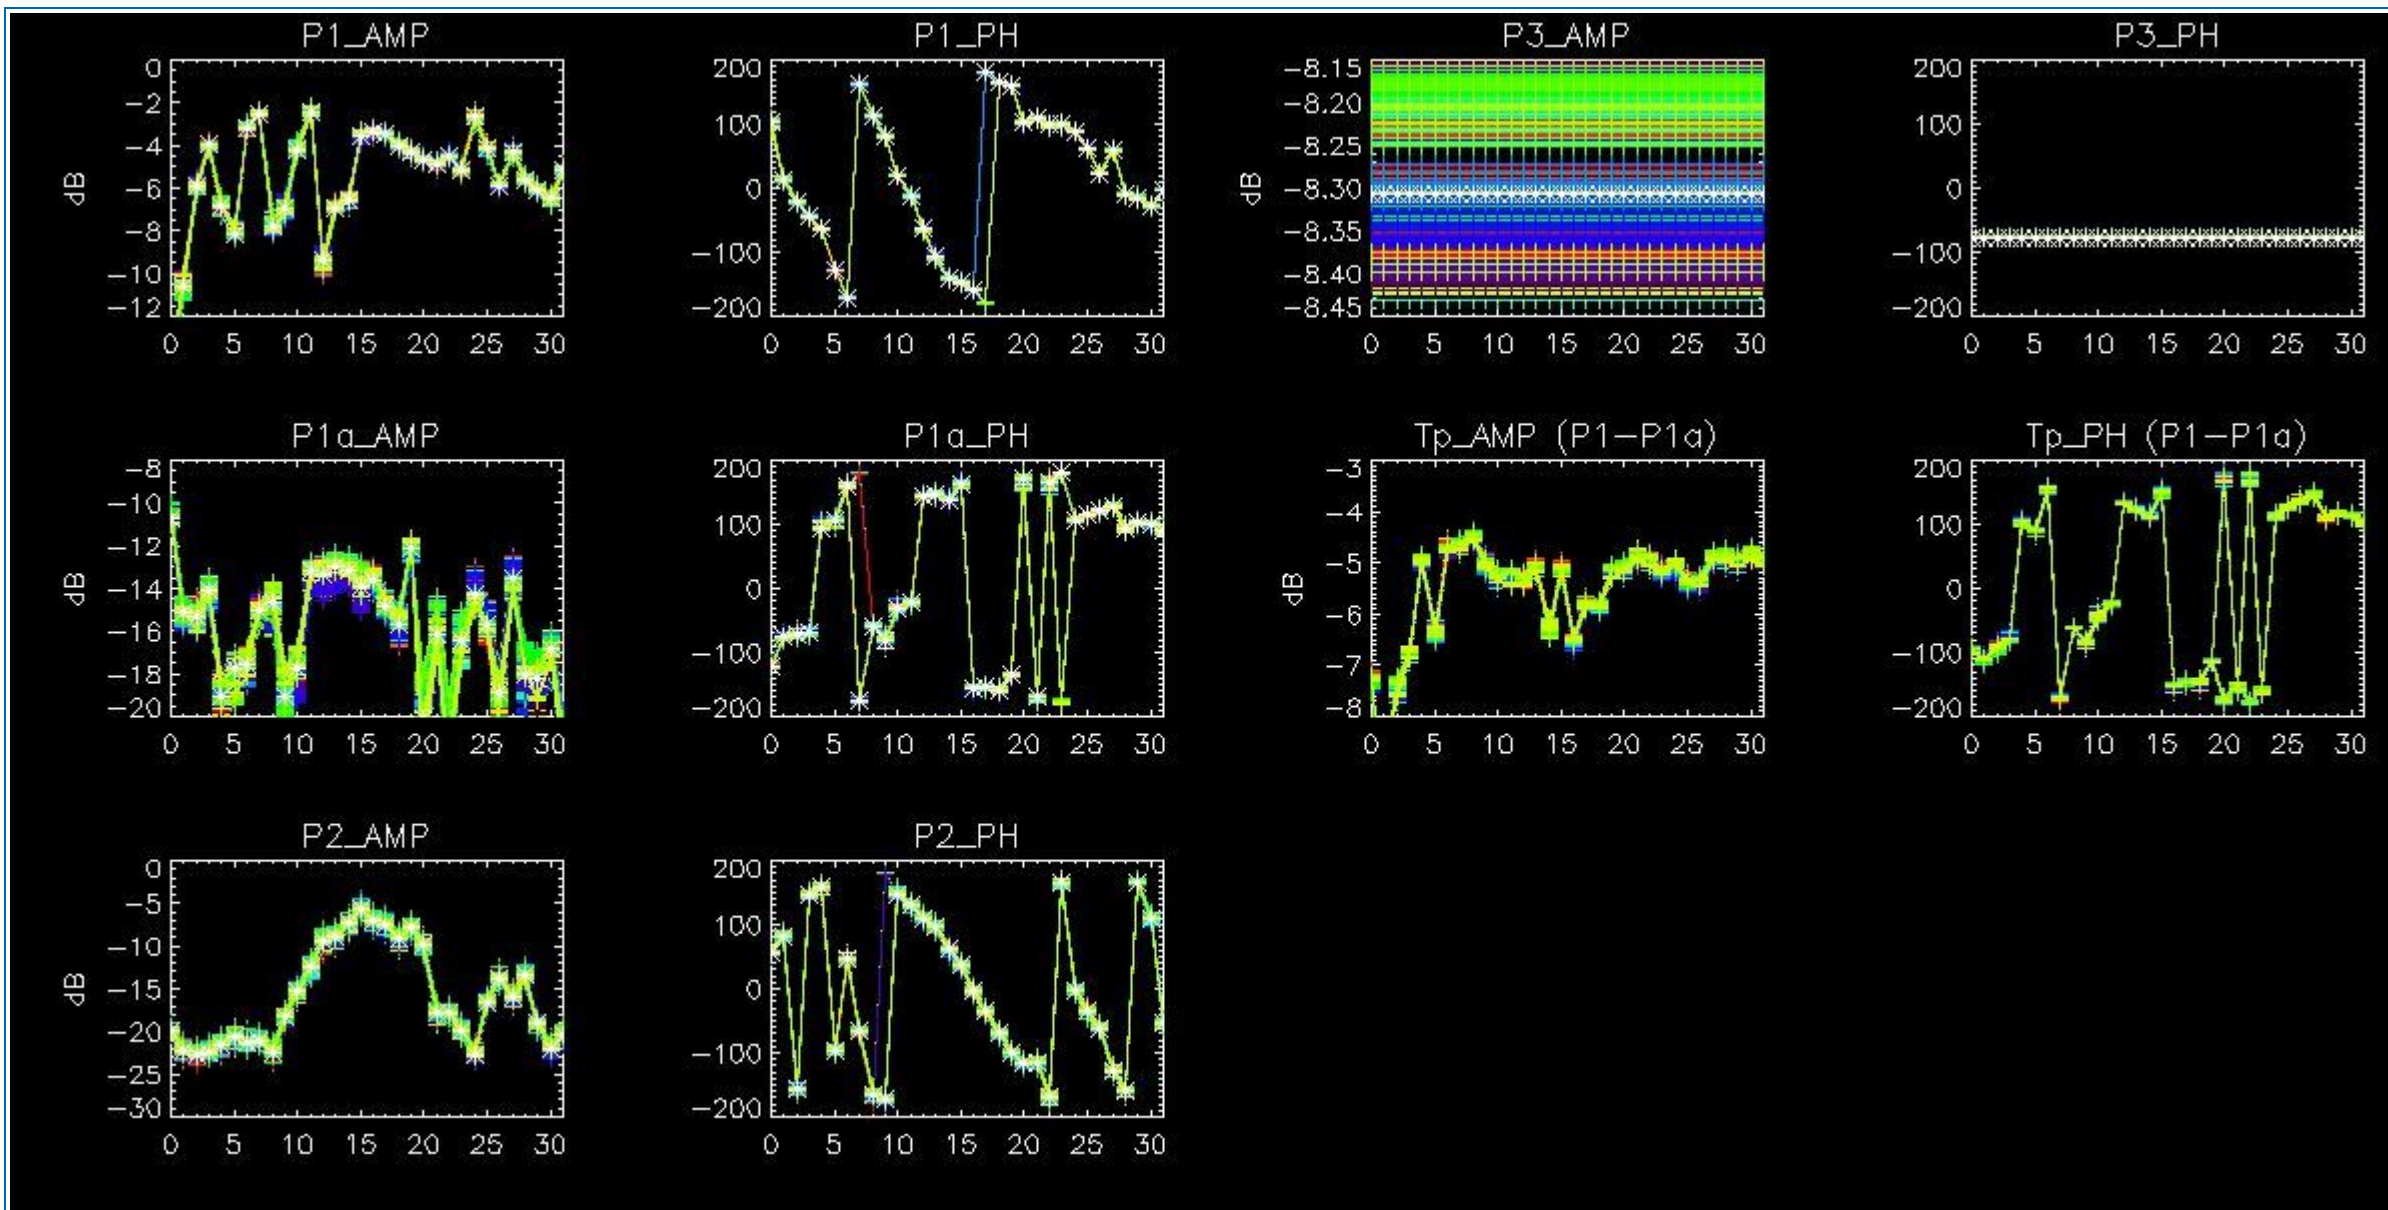 P1_AMP P1_PH P3_AMP P3_PH
0 -2 -4 -6 -8 -10 -12
dB
0 5 10 15 20 25 30
200 100 0 -100 -200
0 5 10 15 20 25 30
-8.15 -8.20 -8.25 -8.30 -8.35 -8.40 -8.45
dB
0 5 10 15 20 25 30
200 100 0 -100 -200
0 5 10 15 20 25 30
P1a_AMP P1a_PH Tp_AMP (P1-P1a) Tp_PH (P1-P1a)
-8 -10 -12 -14 -16 -18 -20
dB
0 5 10 15 20 25 30
200 100 0 -100 -200
0 5 10 15 20 25 30
-3 -4 -5 -6 -7 -8
dB
0 5 10 15 20 25 30
200 100 0 -100 -200
0 5 10 15 20 25 30
P2_AMP P2_PH
0 -5 -10 -15 -20 -25 -30
dB
0 5 10 15 20 25 30
200 100 0 -100 -200
0 5 10 15 20 25 30